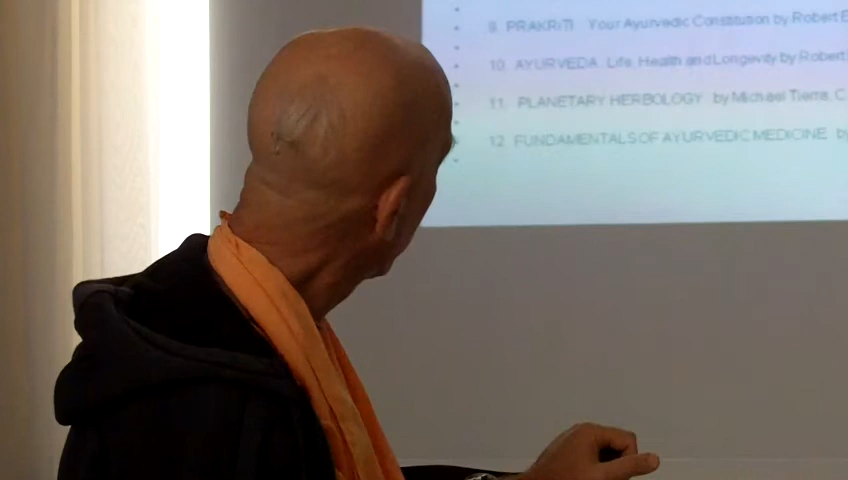 9. PRAKRITI Your Ayurvedic Constitution by Robert
10. AYURVEDA Life, Health and Longevity by Robert
11. PLANETARY HERBOLOGY by Michael Tierra, C
12. FUNDAMENTALS OF AYURVEDIC MEDICINE by